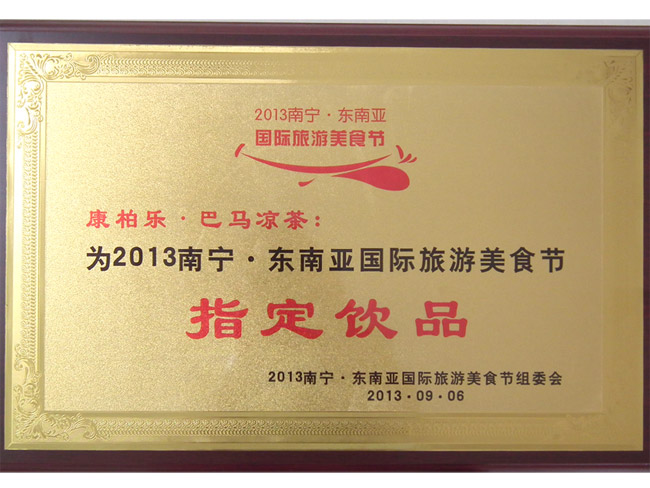 2013南宁·东南亚
国际旅游美食节
康柏乐·巴马凉茶：
为2013南宁·东南亚国际旅游美食节
指定饮品
2013南宁·东南亚国际旅游美食节组委会
2013·09·06